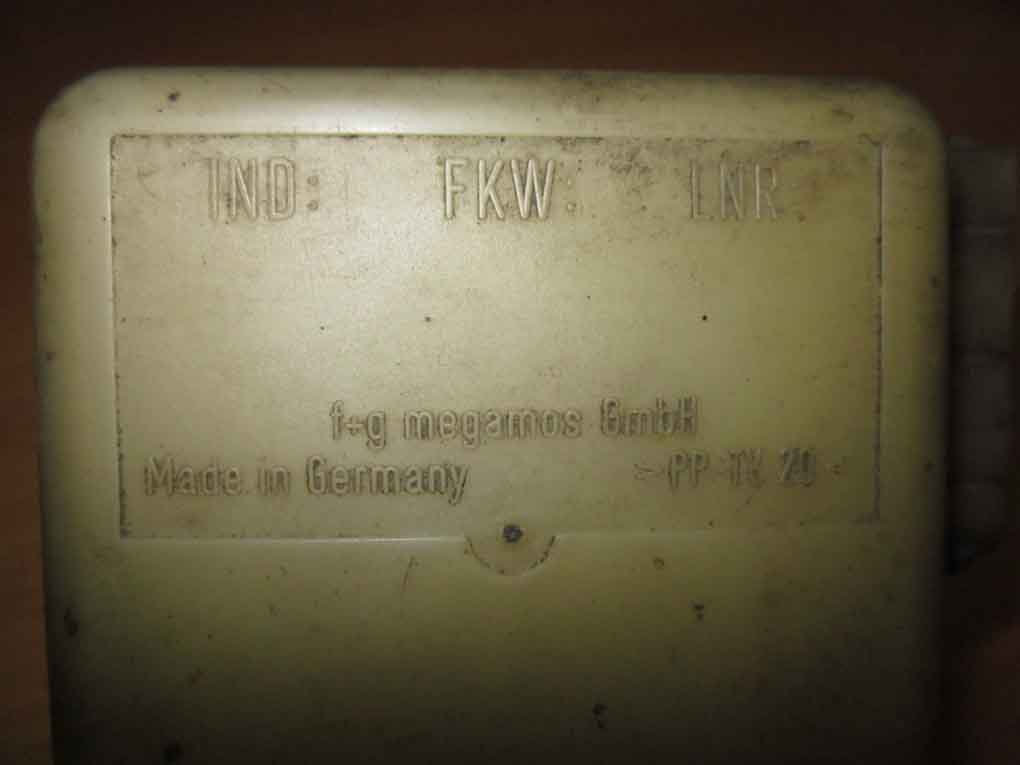 IND: FKW: LNR
f+g megamos GmbH
Made in Germany >PP-TV 20<